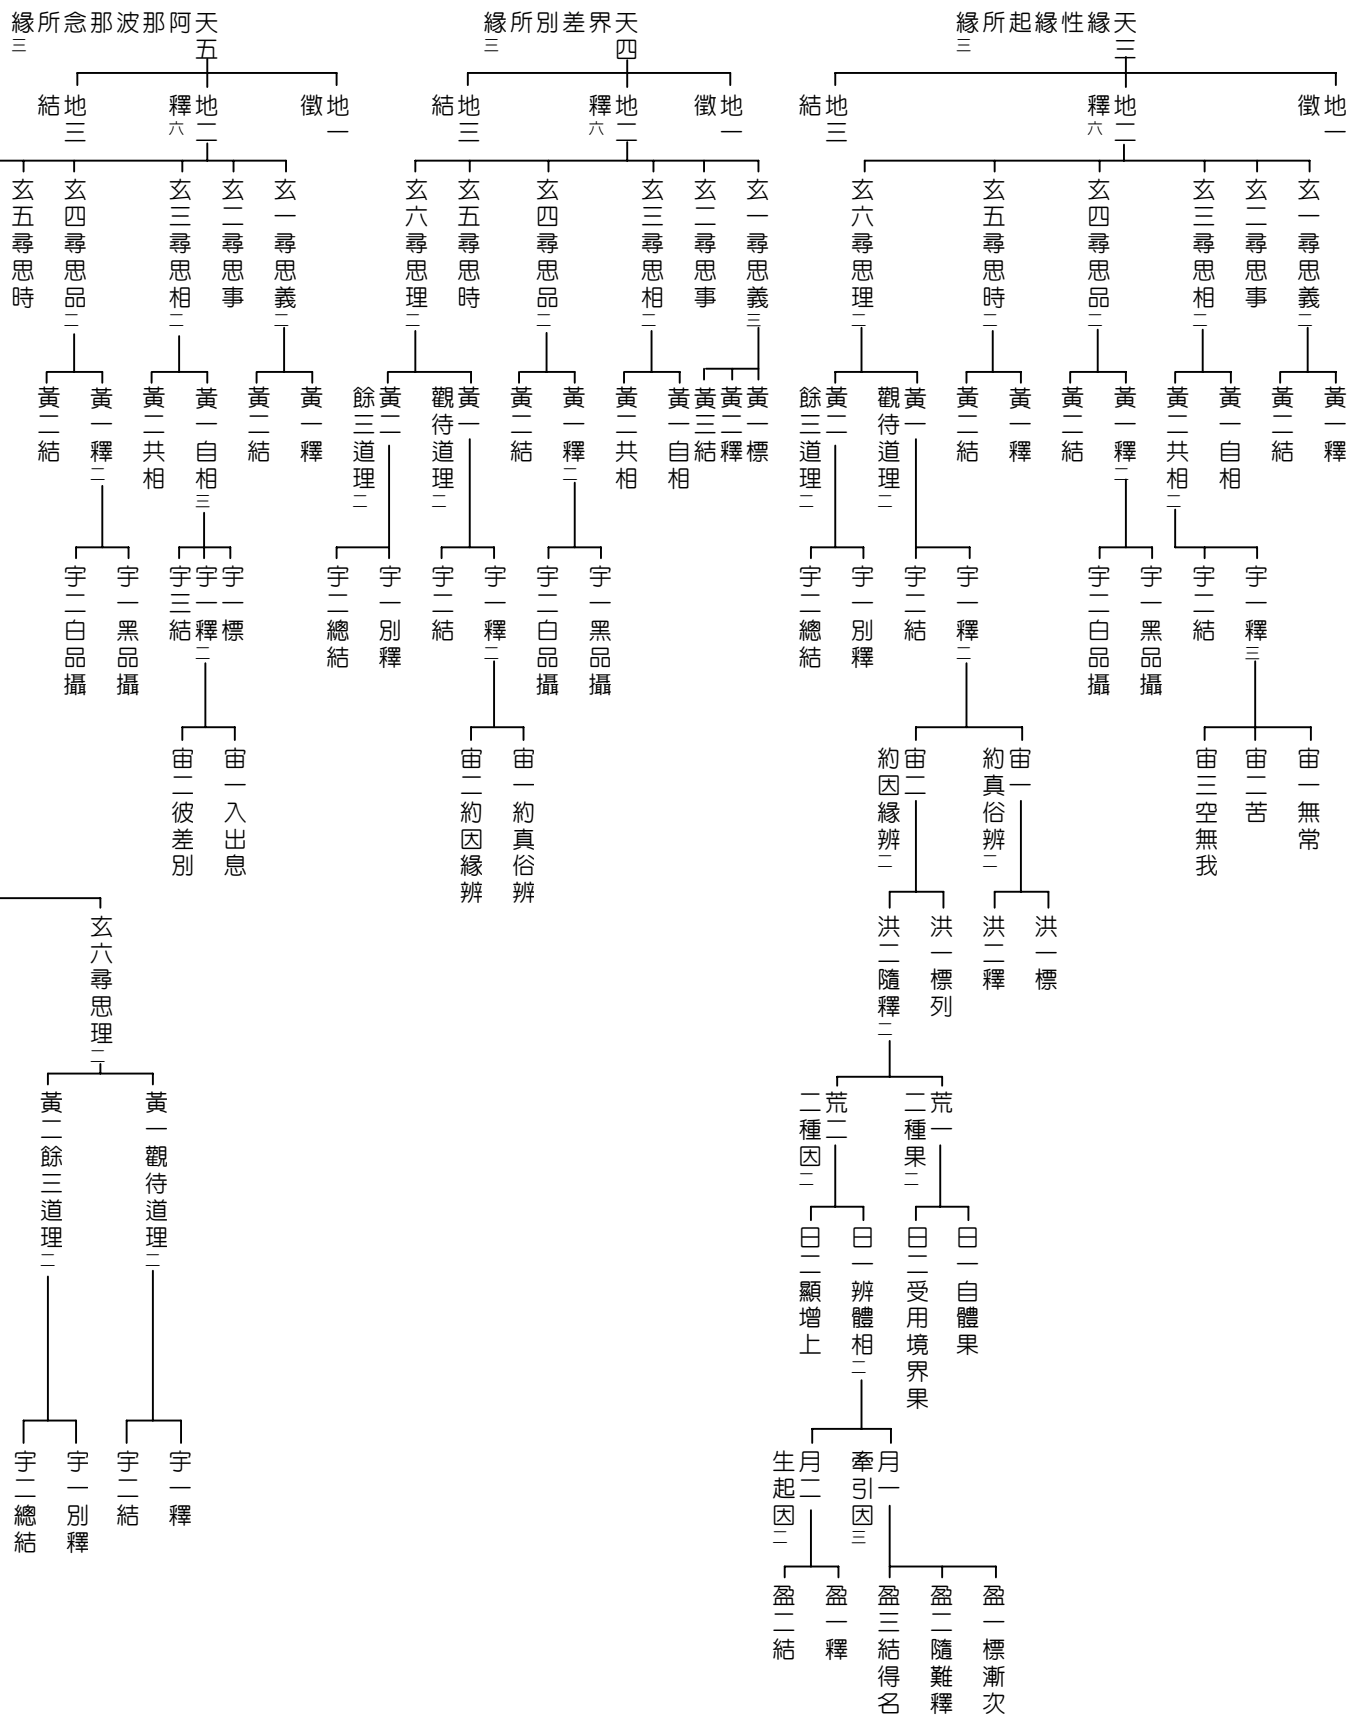 天三緣性緣起所緣三
地一徵
地二釋六
地三結
玄一尋思義二
黃一釋
黃二結
玄二尋思事
玄三尋思相二
黃一自相
黃二共相二
宇一釋三
宙一無常
宙二苦
宙三空無我
宇二結
玄四尋思品二
黃一釋二
宇一黑品攝
宇二白品攝
黃二結
玄五尋思時二
黃一釋
黃二結
玄六尋思理二
黃一觀待道理二
宇一釋二
宙一約真俗辨二
洪一標
洪二釋
宙二約因緣辨二
洪一標列
洪二隨釋二
荒一二種果二
日一自體果
日二受用境界果
荒二二種因二
日一辨體相二
月一牽引因三
盈一標漸次
盈二隨難釋
盈三結得名
月二生起因二
盈一釋
盈二結
日二顯增上
宇二結
黃二餘三道理二
宇一別釋
宇二總結
天四界差別所緣三
地一徵
地二釋六
地三結
玄一尋思義三
黃一標
黃二釋
黃三結
玄二尋思事
玄三尋思相二
黃一自相
黃二共相
玄四尋思品二
黃一釋二
宇一黑品攝
宇二白品攝
黃二結
玄五尋思時
玄六尋思理二
黃一觀待道理二
宇一釋二
宙一約真俗辨
宙二約因緣辨
宇二結
黃二餘三道理二
宇一別釋
宇二總結
天五阿那波那念所緣三
地一徵
地二釋六
地三結
玄一尋思義二
黃一釋
黃二結
玄二尋思事
玄三尋思相二
黃一自相三
宇一標
宇一釋二
宙一入出息
宙二彼差別
宇三結
黃二共相
玄四尋思品二
黃一釋二
宇一黑品攝
宇二白品攝
黃二結
玄五尋思時
玄六尋思理二
黃一觀待道理二
宇一釋
宇二結
黃二餘三道理二
宇一別釋
宇二總結